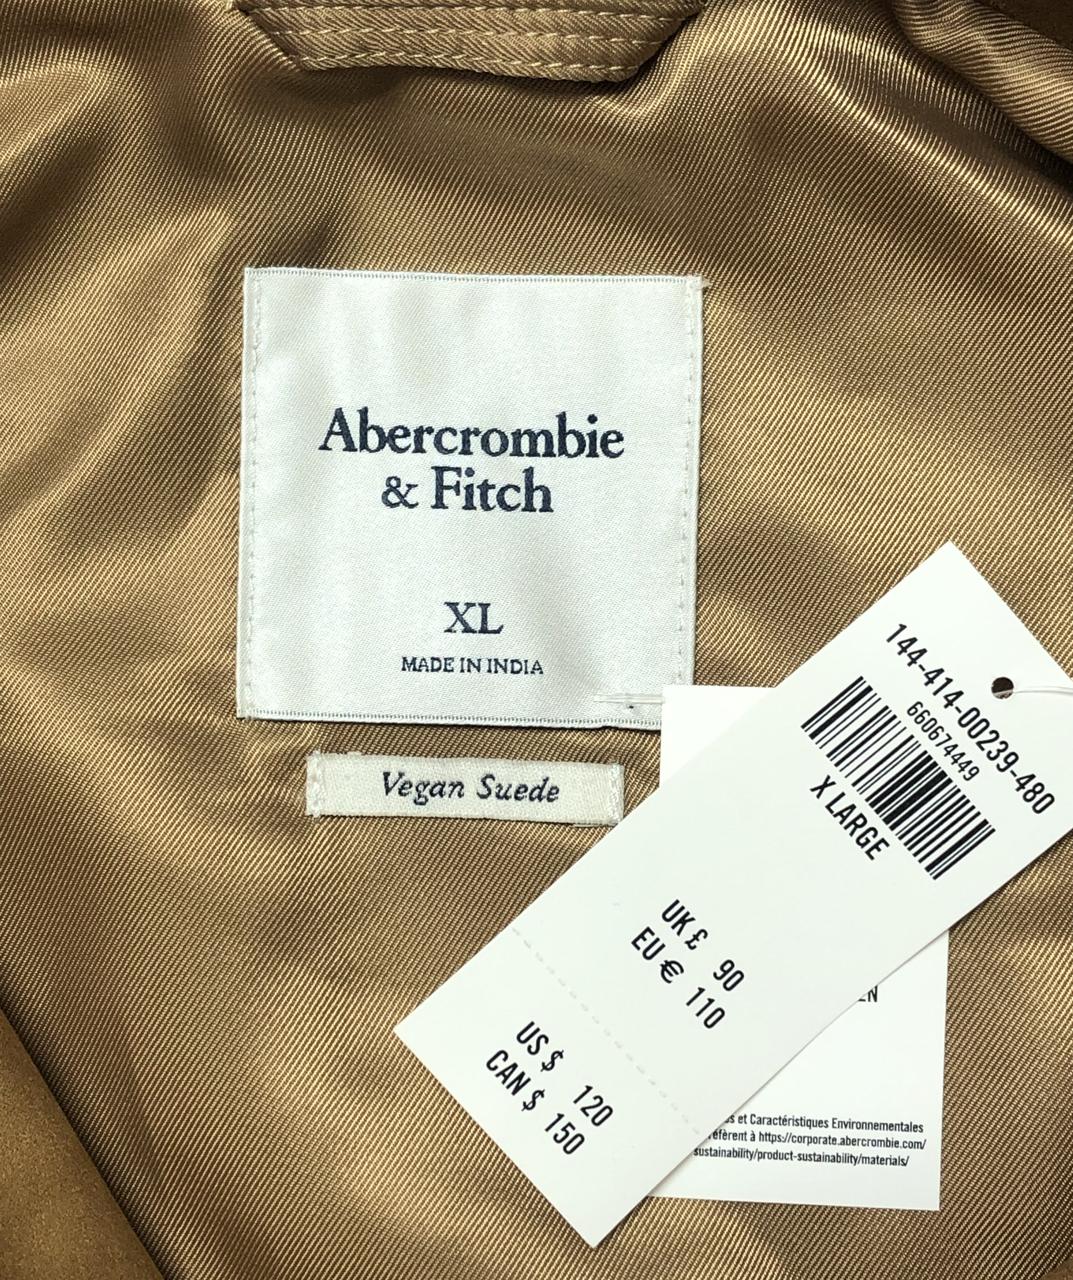 Abercrombie
& Fitch
XL
MADE IN INDIA
Vegan Suede
144-414-00239-480
660674449
X LARGE
UK £ 90
EU € 110
US $ 120
CAN $ 150
et Caractéristiques Environnementales
à https://corporate.abercrombie.com/
sustainability/product-sustainability/materials/